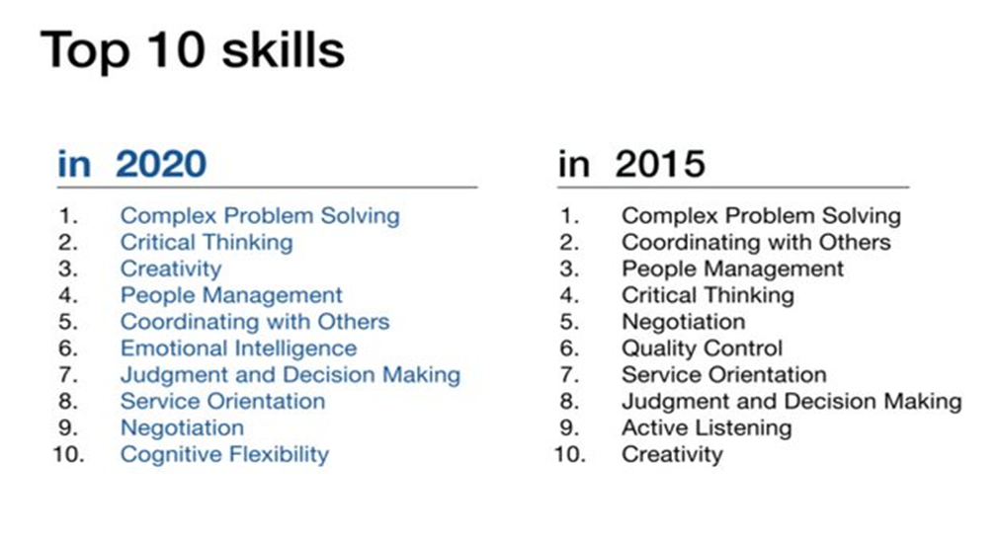 Top 10 skills
in 2020
1. Complex Problem Solving
2. Critical Thinking
3. Creativity
4. People Management
5. Coordinating with Others
6. Emotional Intelligence
7. Judgment and Decision Making
8. Service Orientation
9. Negotiation
10. Cognitive Flexibility
in 2015
1. Complex Problem Solving
2. Coordinating with Others
3. People Management
4. Critical Thinking
5. Negotiation
6. Quality Control
7. Service Orientation
8. Judgment and Decision Making
9. Active Listening
10. Creativity